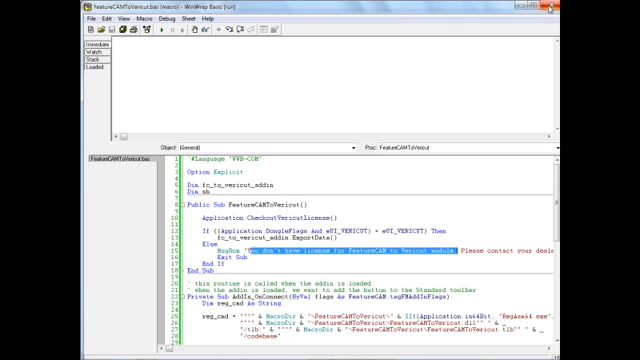 FeatureCAMToVericut.bas (macro) - WinWrap Basic [run]
File Edit View Macro Debug Sheet Help
Immediate
Watch
Stack
Loaded
Object: (General) Proc: FeatureCAMToVericut
FeatureCAMToVericut.bas
1 '#Language "WWB-COM"
2
3 Option Explicit
4
5 Dim fc_to_vericut_addin
6 Dim sh
7
8 Public Sub FeatureCAMToVericut()
9
10 Application.CheckoutVericutLicense()
11
12 If ((Application.DongleFlags And eUI_VERICUT) = eUI_VERICUT) Then
13 fc_to_vericut_addin.ExportData()
14 Else
15 MsgBox "You don't have license for FeatureCAM to Vericut module. Please contact your deale
16 Exit Sub
17 End If
18 End Sub
19
20 ' this routine is called when the addin is loaded
21 ' when the addin is loaded, we want to add the button to the Standard toolbar
22 Private Sub AddIn_OnConnect(ByVal flags As FeatureCAM.tagFMAddInFlags)
23 Dim reg_cmd As String
24
25 reg_cmd = """" & MacroDir & "\FeatureCAMToVericut\" & IIf(Application.is64Bit, "RegAsm64.exe",
26 """" & MacroDir & "\FeatureCAMToVericut\FeatureCAMToVericut.dll"" " & _
27 "/tlb:" & """" & MacroDir & "\FeatureCAMToVericut\FeatureCAMToVericut.tlb"" " & _
28 "/codebase"
29